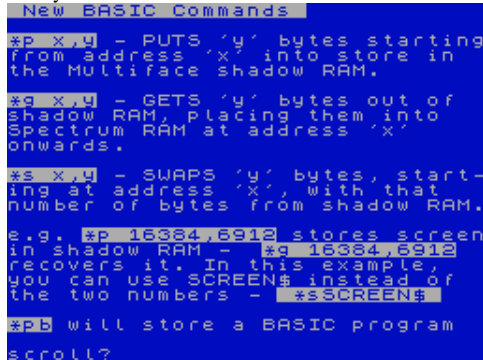 New BASIC Commands
*p x,y - PUTS 'y' bytes starting
from address 'x' into store in
the Multiface shadow RAM.
*g x,y - GETS 'y' bytes out of
shadow RAM, placing them into
Spectrum RAM at address 'x'
onwards.
*s x,y - SWAPS 'y' bytes, start-
ing at address 'x', with that
number of bytes from shadow RAM.
e.g. *p 16384,6912 stores screen
in shadow RAM - *g 16384,6912
recovers it. In this example,
you can use SCREEN$ instead of
the two numbers - *sSCREEN$
*pb will store a BASIC program
scroll?